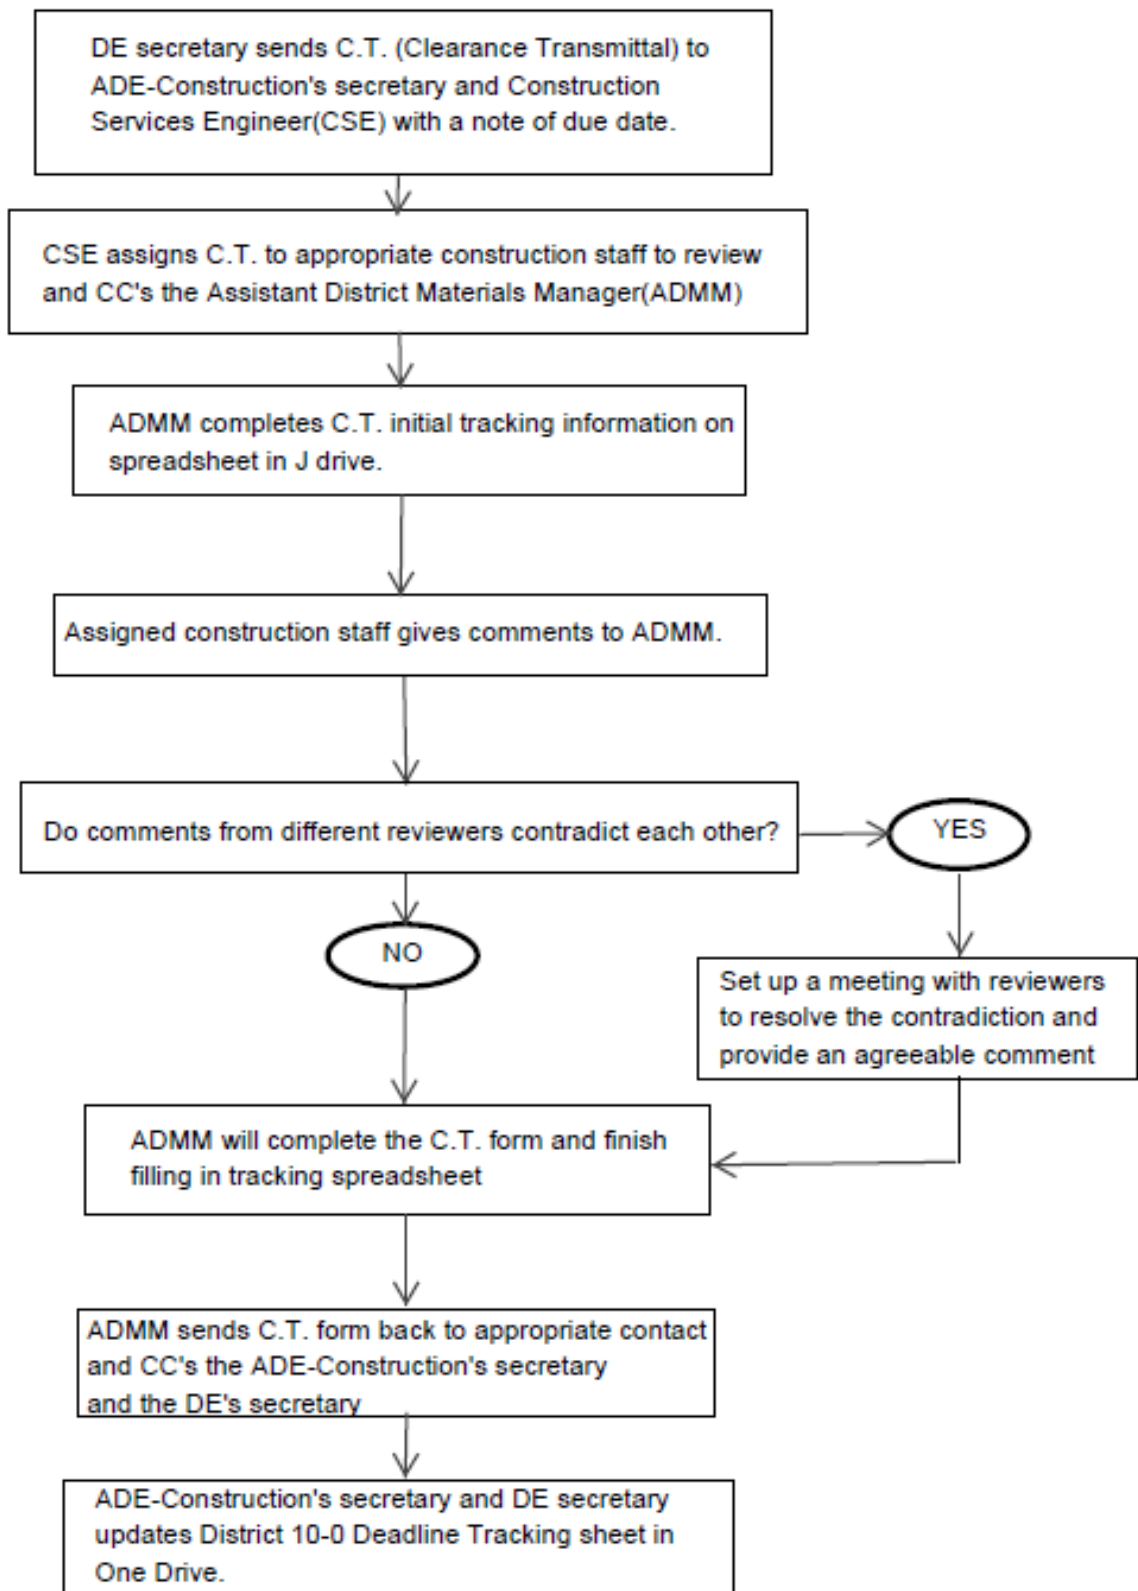 DE secretary sends C.T. (Clearance Transmittal) to
ADE-Construction's secretary and Construction
Services Engineer(CSE) with a note of due date.
CSE assigns C.T. to appropriate construction staff to review
and CC's the Assistant District Materials Manager(ADMM)
ADMM completes C.T. initial tracking information on
spreadsheet in J drive.
Assigned construction staff gives comments to ADMM.
Do comments from different reviewers contradict each other?
YES
NO
Set up a meeting with reviewers
to resolve the contradiction and
provide an agreeable comment
ADMM will complete the C.T. form and finish
filling in tracking spreadsheet
ADMM sends C.T. form back to appropriate contact
and CC's the ADE-Construction's secretary
and the DE's secretary
ADE-Construction's secretary and DE secretary
updates District 10-0 Deadline Tracking sheet in
One Drive.